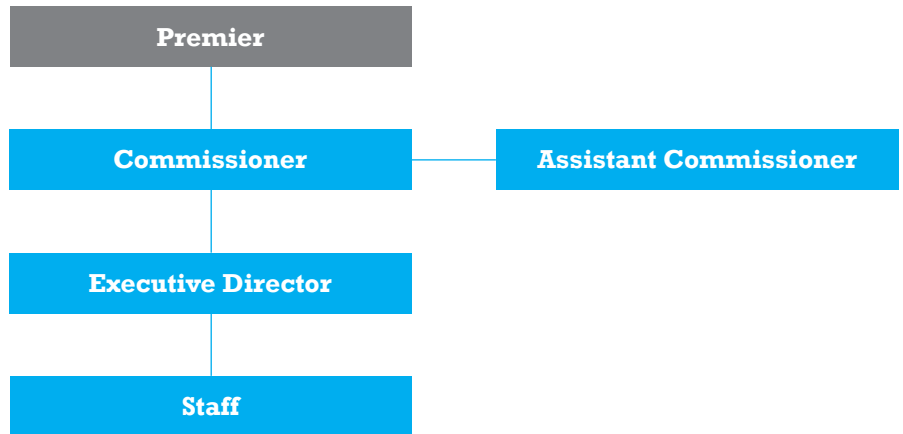 Premier
Commissioner
Assistant Commissioner
Executive Director
Staff